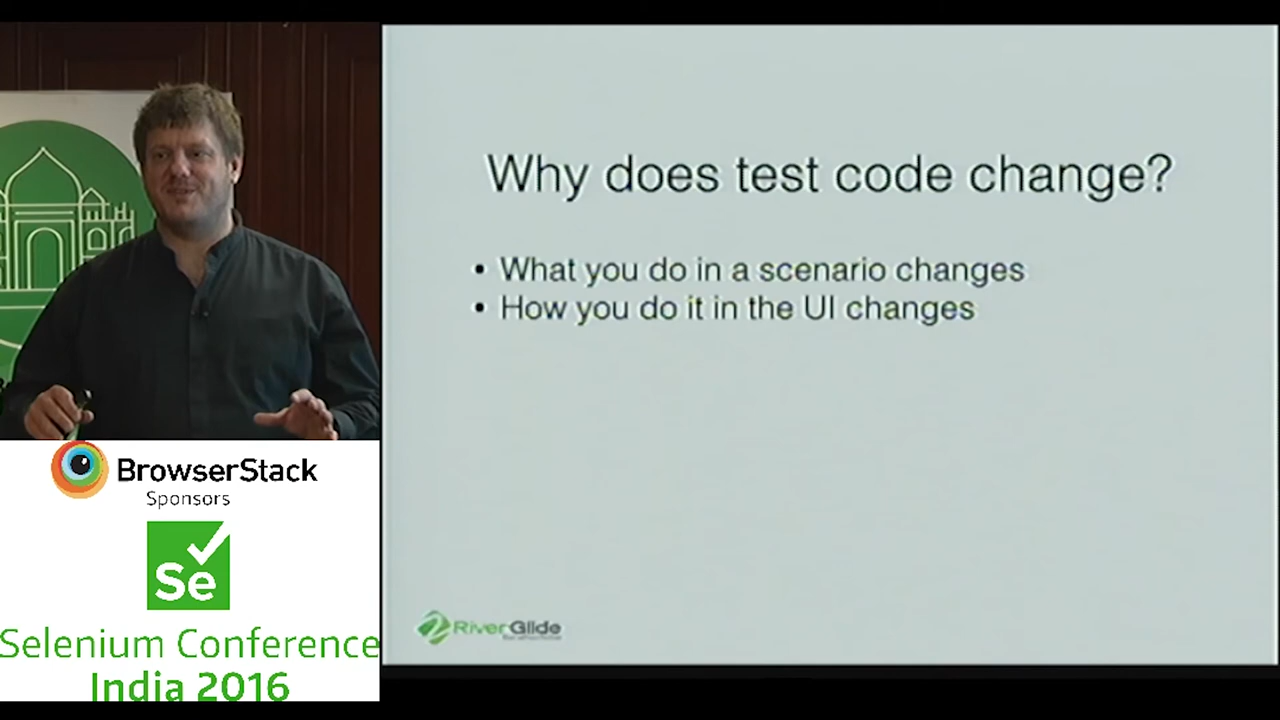 Why does test code change?
• What you do in a scenario changes
• How you do it in the UI changes
RiverGlide
BrowserStack
Sponsors
Se
Selenium Conference
India 2016